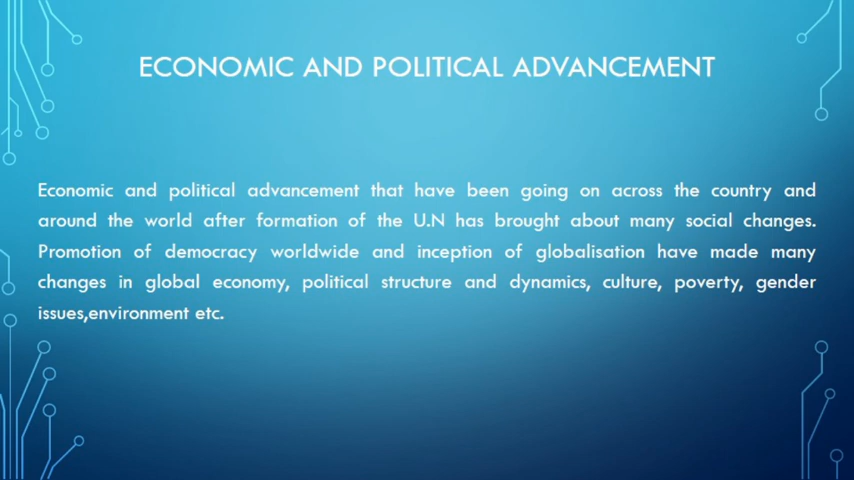 ECONOMIC AND POLITICAL ADVANCEMENT
Economic and political advancement that have been going on across the country and
around the world after formation of the U.N has brought about many social changes.
Promotion of democracy worldwide and inception of globalisation have made many
changes in global economy, political structure and dynamics, culture, poverty, gender
issues,environment etc.